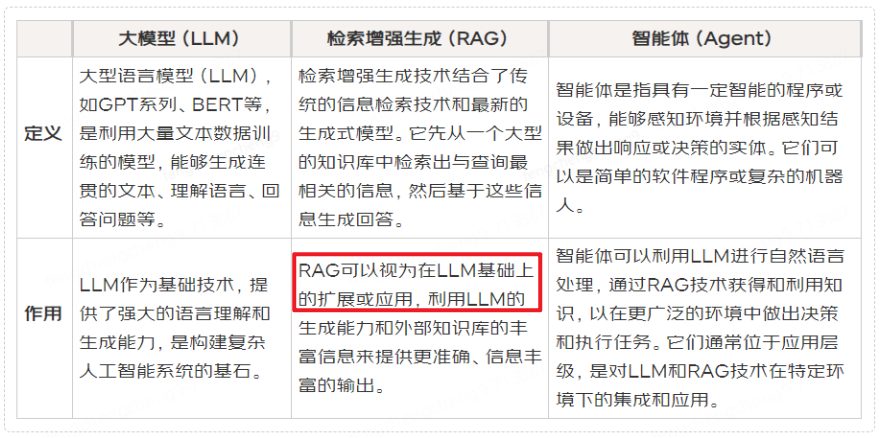 大模型（LLM）
检索增强生成（RAG）
智能体（Agent）
定义
大型语言模型（LLM），
如GPT系列、BERT等，
是利用大量文本数据训
练的模型，能够生成连
贯的文本、理解语言、回
答问题等。
检索增强生成技术结合了传
统的信息检索技术和最新的
生成式模型。它先从一个大型
的知识库中检索出与查询最
相关的信息，然后基于这些信
息生成回答。
智能体是指具有一定智能的程序或
设备，能够感知环境并根据感知结
果做出响应或决策的实体。它们可
以是简单的软件程序或复杂的机器
人。
作用
LLM作为基础技术，提
供了强大的语言理解和
生成能力，是构建复杂
人工智能系统的基石。
RAG可以视为在LLM基础上
的扩展或应用，利用LLM的
生成能力和外部知识库的丰
富信息来提供更准确、信息丰
富的输出。
智能体可以利用LLM进行自然语言
处理，通过RAG技术获得和利用知
识，以在更广泛的环境中做出决策
和执行任务。它们通常位于应用层
级，是对LLM和RAG技术在特定环
境下的集成和应用。